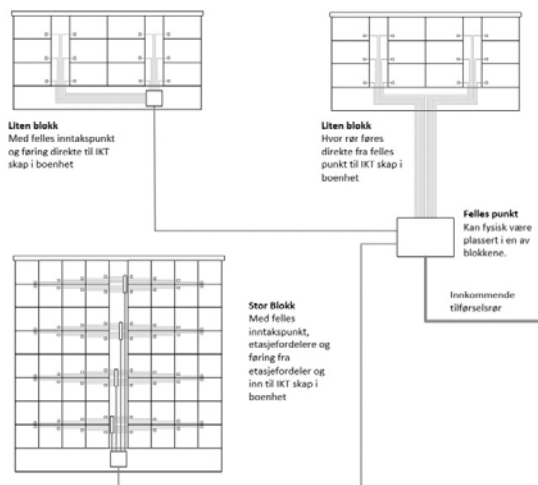 Liten blokk
Med felles inntakspunkt
og føring direkte til IKT
skap i boenhet
Liten blokk
Hvor rør føres
direkte fra felles
punkt til IKT skap i
boenhet
Felles punkt
Kan fysisk være
plassert i en av
blokkene.
Innkommende
tilførselsrør
Stor Blokk
Med felles
inntakspunkt,
etasjefordelere og
føring fra
etasjefordeler og
inn til IKT skap i
boenhet